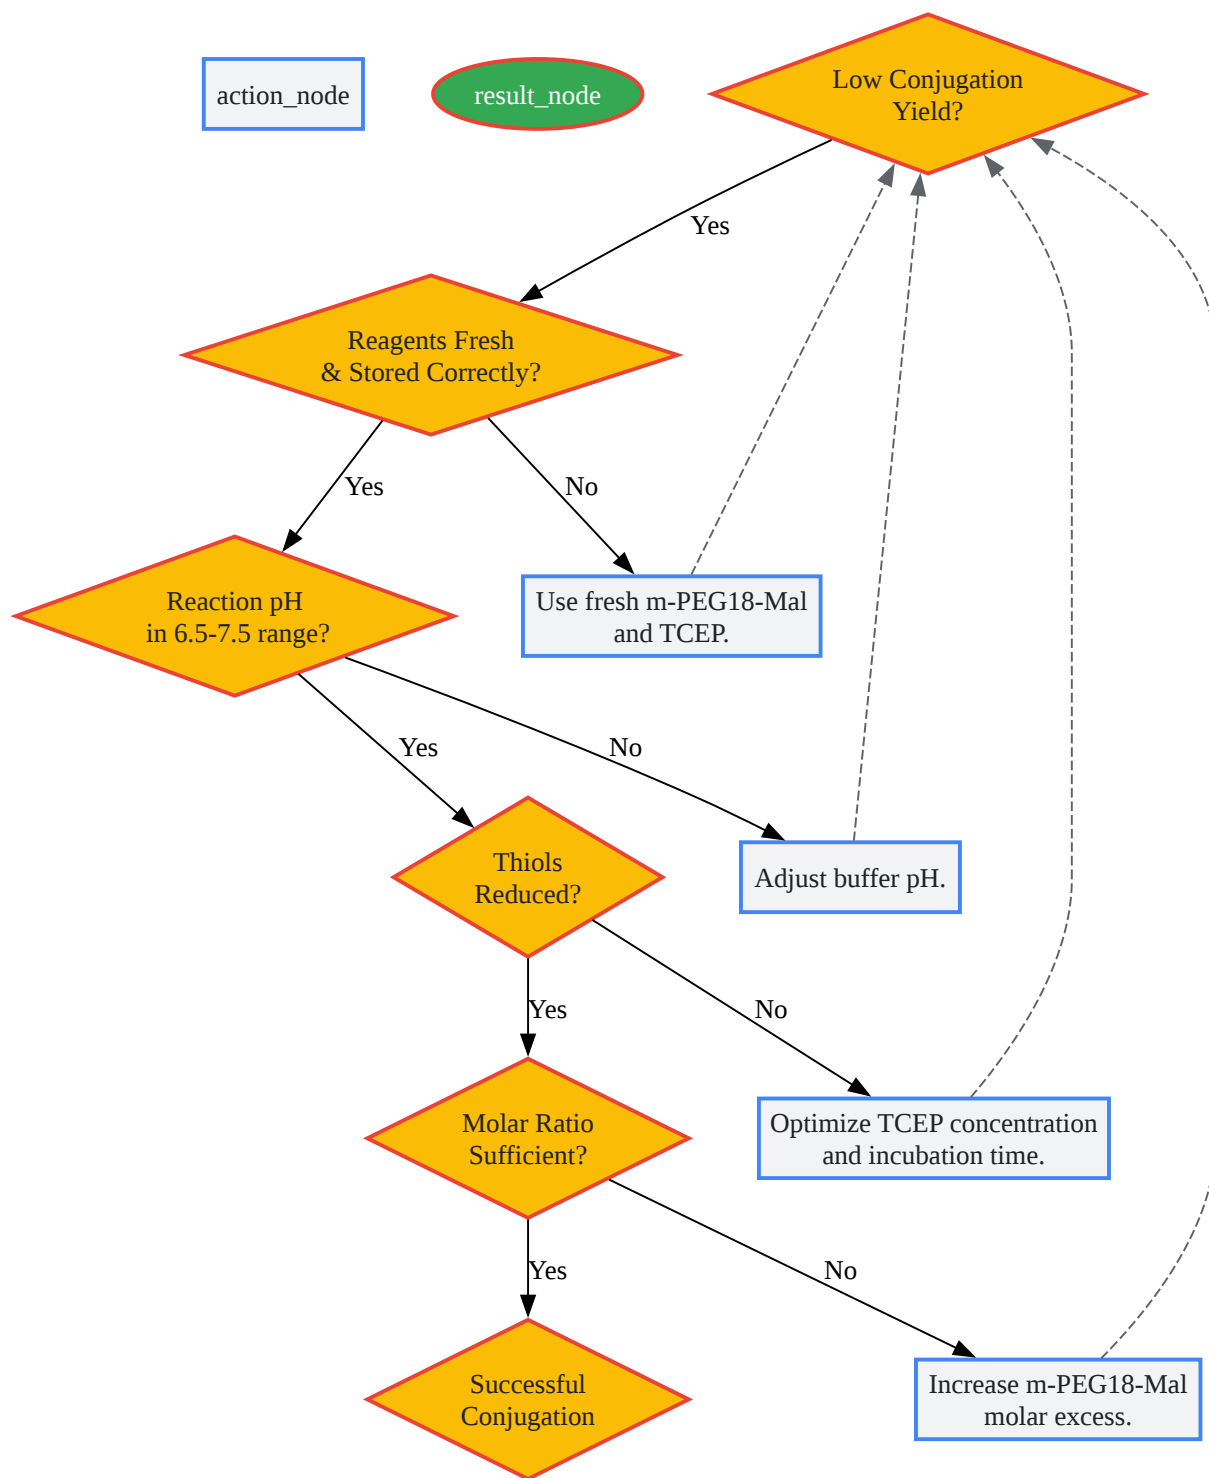 action_node
result_node
Low Conjugation
Yield?
Yes
Reagents Fresh
& Stored Correctly?
Yes
No
Reaction pH
in 6.5-7.5 range?
Use fresh m-PEG18-Mal
and TCEP.
Yes
No
Thiols
Reduced?
Adjust buffer pH.
Yes
No
Molar Ratio
Sufficient?
Optimize TCEP concentration
and incubation time.
Yes
No
Successful
Conjugation
Increase m-PEG18-Mal
molar excess.